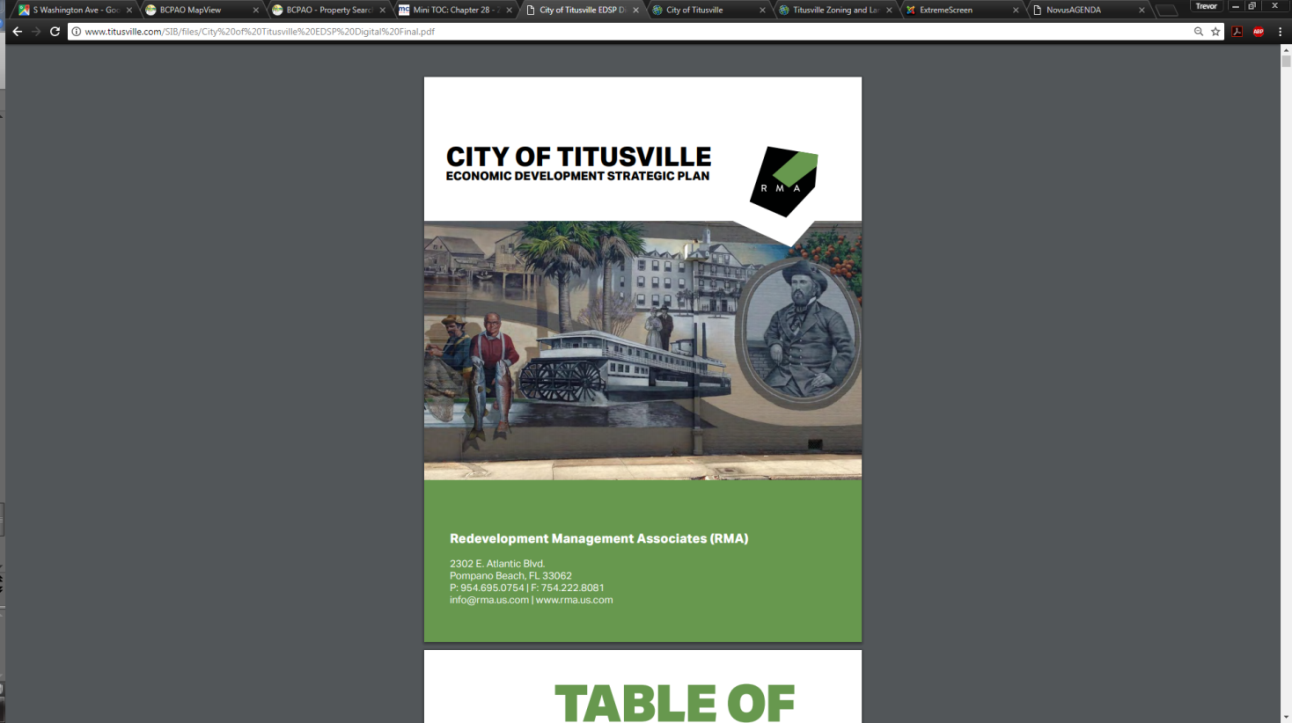 S Washington Ave - Goo
BCPAO MapView
BCPAO - Property Searc
Mini TOC: Chapter 28 - Z
City of Titusville EDSP Di
City of Titusville
Titusville Zoning and Lan
ExtremeScreen
NovusAGENDA
Trevor
www.titusville.com/SIB/files/City%20of%20Titusville%20EDSP%20Digital%20Final.pdf
ABP
CITY OF TITUSVILLE
ECONOMIC DEVELOPMENT STRATEGIC PLAN
R M A
Redevelopment Management Associates (RMA)
2302 E. Atlantic Blvd.
Pompano Beach, FL 33062
P: 954.695.0754 | F: 754.222.8081
info@rma.us.com | www.rma.us.com
TABLE OF